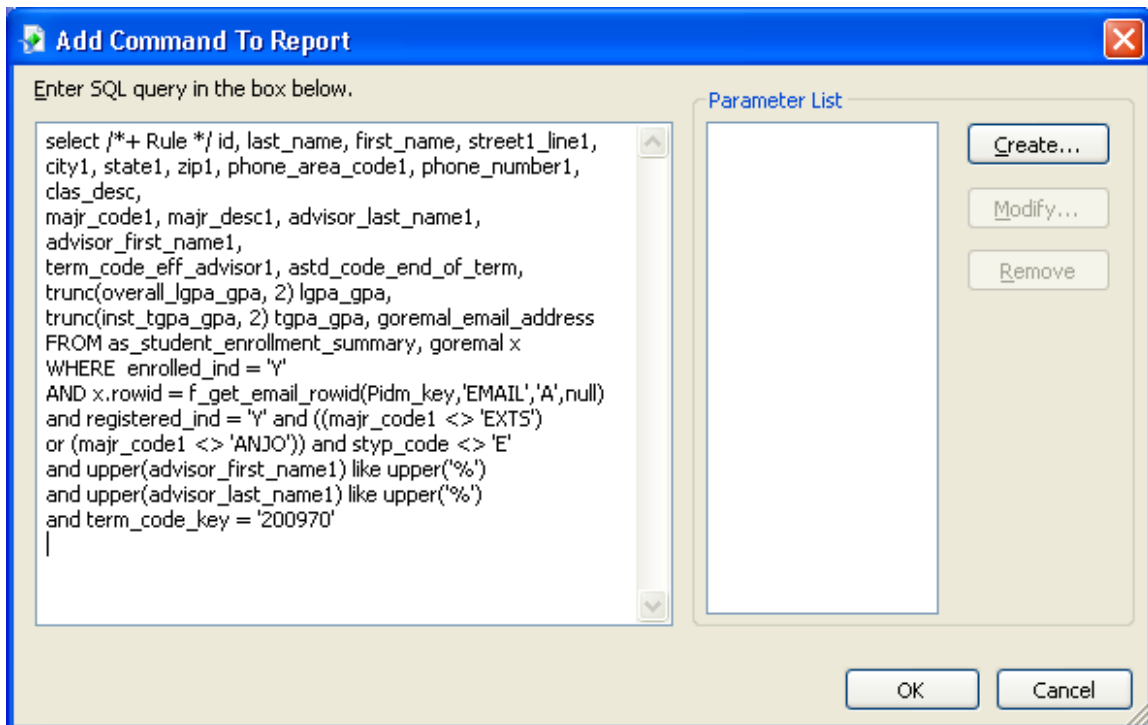 Add Command To Report
Enter SQL query in the box below.
select /*+ Rule */ id, last_name, first_name, street1_line1,
city1, state1, zip1, phone_area_code1, phone_number1,
clas_desc,
majr_code1, majr_desc1, advisor_last_name1,
advisor_first_name1,
term_code_eff_advisor1, astd_code_end_of_term,
trunc(overall_lgpa_gpa, 2) lgpa_gpa,
trunc(inst_tgpa_gpa, 2) tgpa_gpa, goremal_email_address
FROM as_student_enrollment_summary, goremal x
WHERE  enrolled_ind = 'Y'
AND x.rowid = f_get_email_rowid(Pidm_key,'EMAIL','A',null)
and registered_ind = 'Y' and ((majr_code1 <> 'EXTS')
or (majr_code1 <> 'ANJO')) and styp_code <> 'E'
and upper(advisor_first_name1) like upper('%')
and upper(advisor_last_name1) like upper('%')
and term_code_key = '200970'
Parameter List
Create...
Modify...
Remove
OK
Cancel